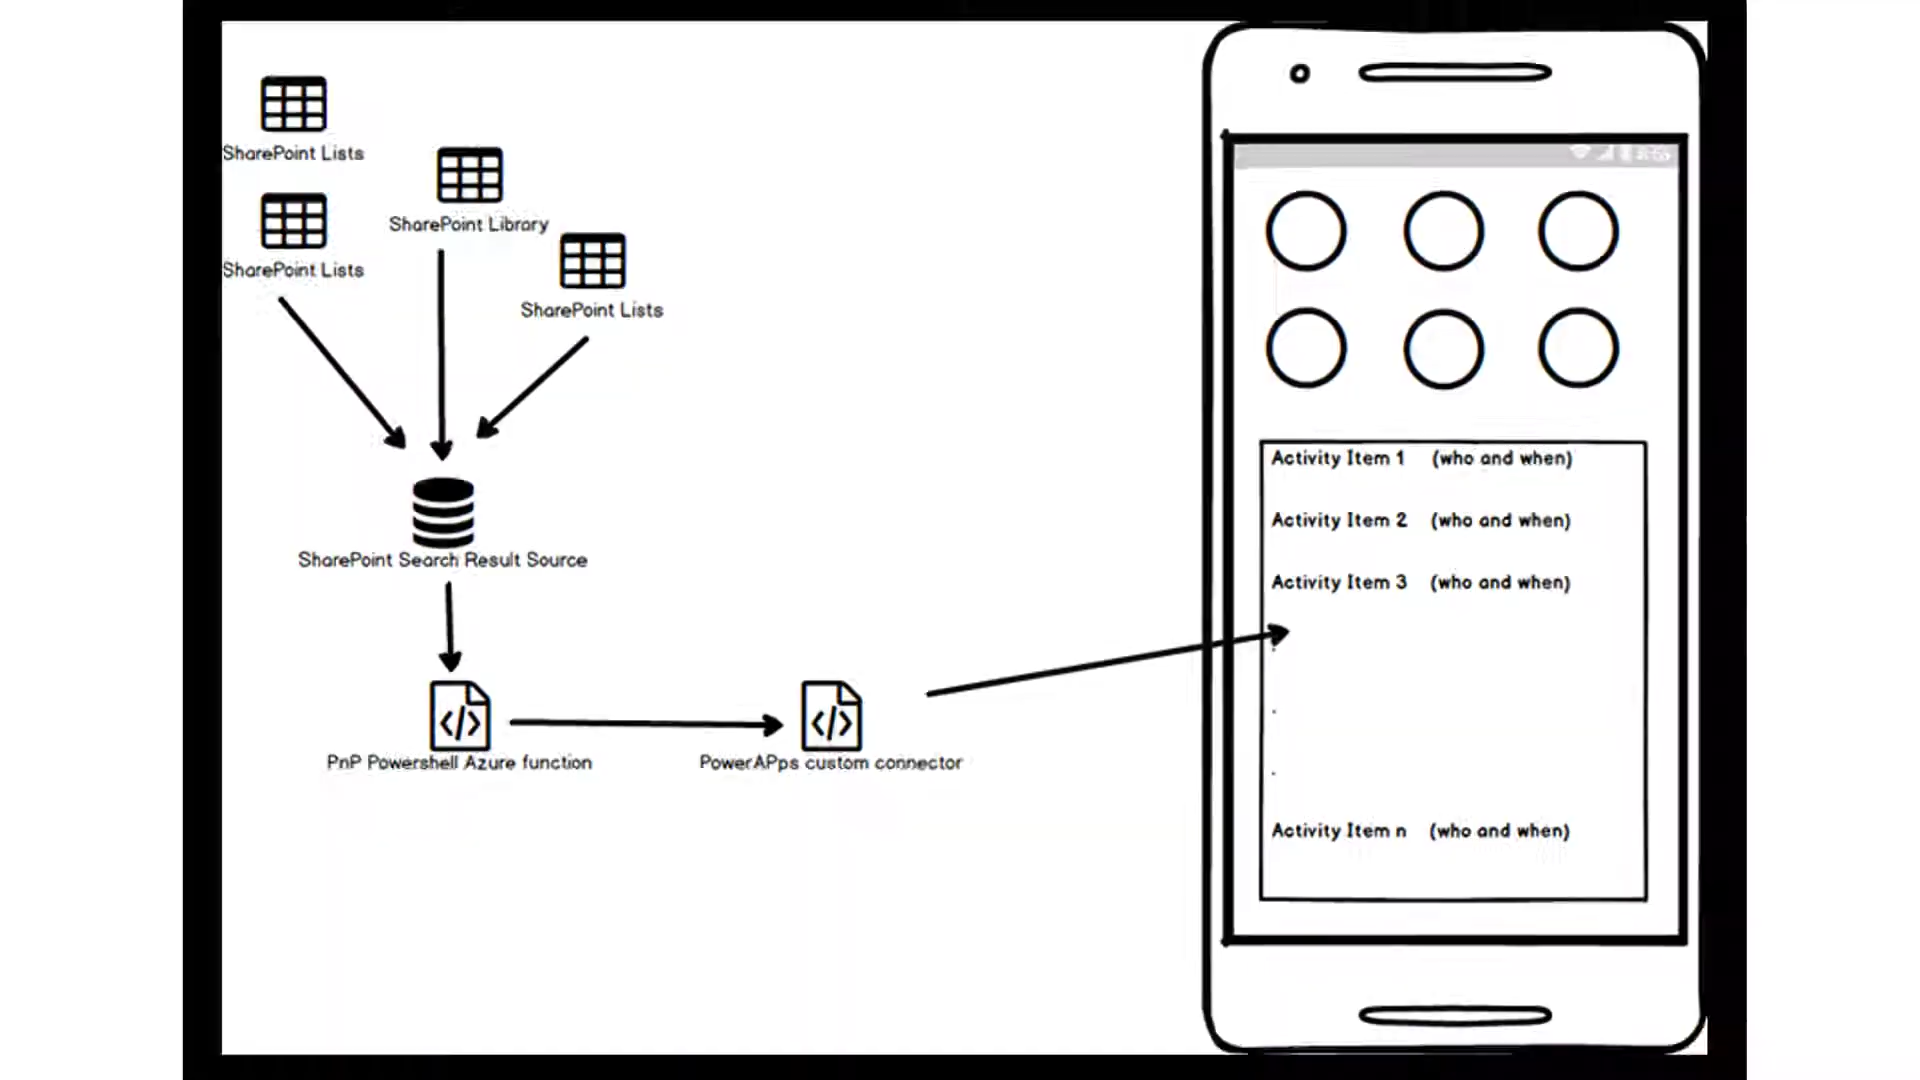 SharePoint Lists
SharePoint Library
SharePoint Lists
SharePoint Lists
SharePoint Search Result Source
PnP Powershell Azure function
PowerAPps custom connector
Activity Item 1 (who and when)
Activity Item 2 (who and when)
Activity Item 3 (who and when)
.
.
.
Activity Item n (who and when)